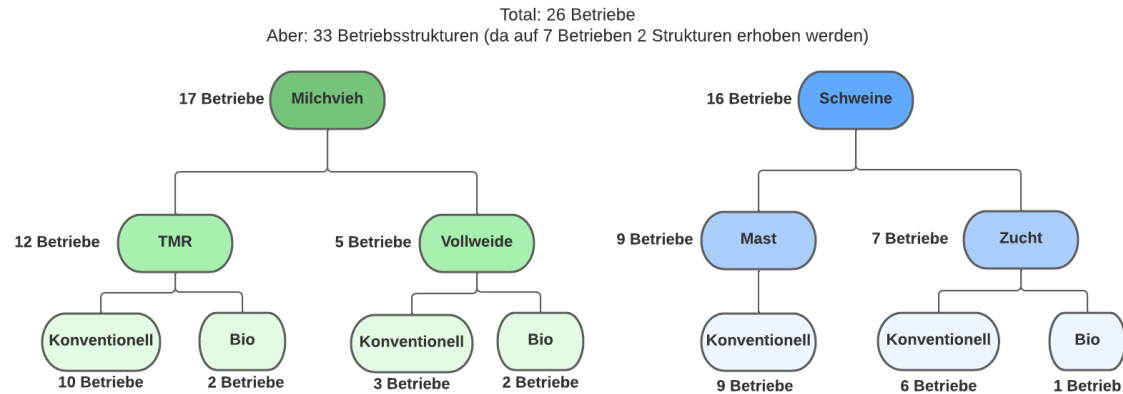 Total: 26 Betriebe
Aber: 33 Betriebsstrukturen (da auf 7 Betrieben 2 Strukturen erhoben werden)
17 Betriebe
Milchvieh
16 Betriebe
Schweine
12 Betriebe
TMR
5 Betriebe
Vollweide
9 Betriebe
Mast
7 Betriebe
Zucht
Konventionell
Bio
Konventionell
Bio
Konventionell
Konventionell
Bio
10 Betriebe
2 Betriebe
3 Betriebe
2 Betriebe
9 Betriebe
6 Betriebe
1 Betrieb